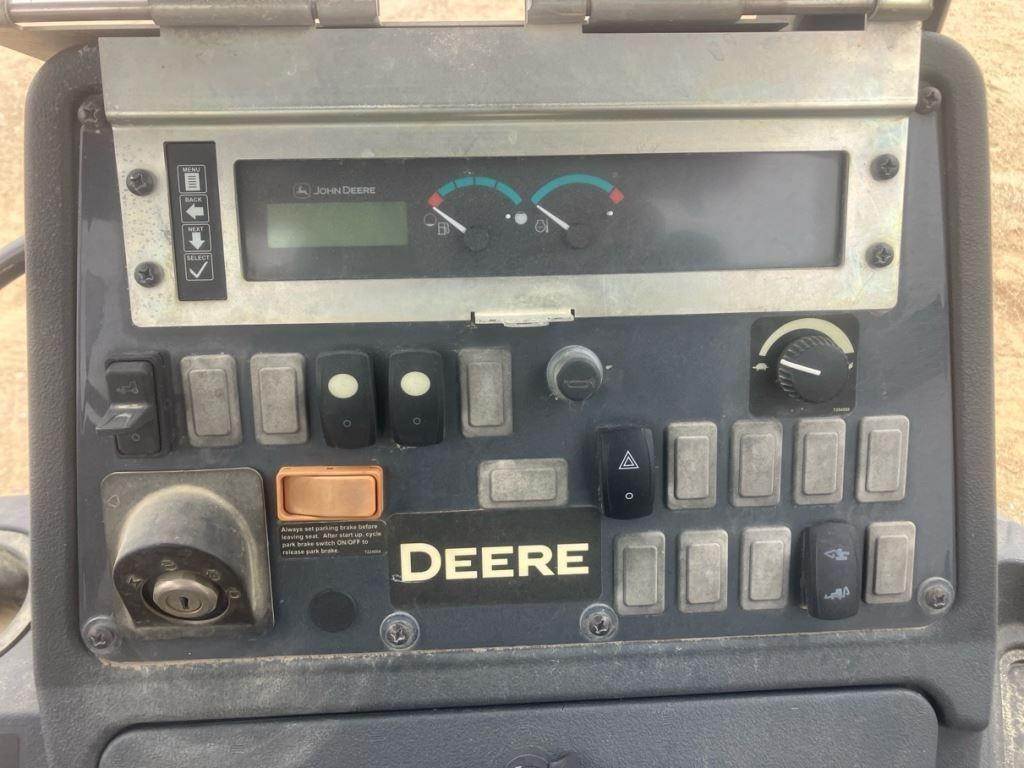 MENU
BACK
NEXT
SELECT
JOHN DEERE
Always set parking brake before
leaving seat. After start up, cycle
park brake switch ON/OFF to
release park brake.
DEERE